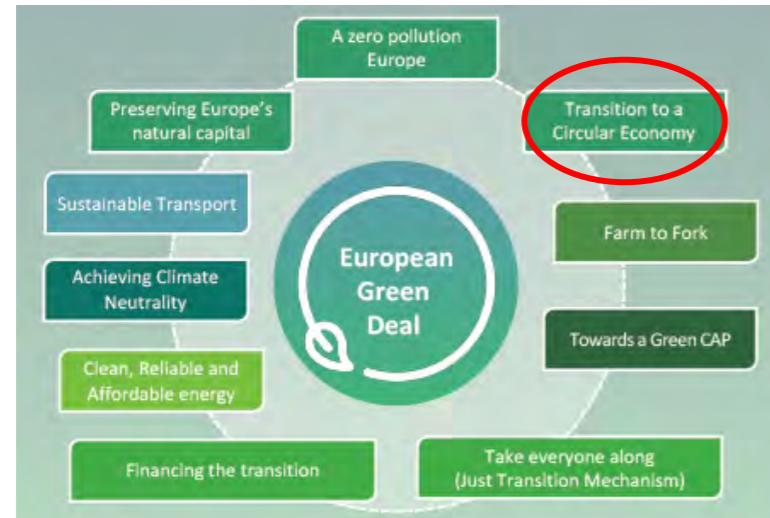 A zero pollution
Europe
Preserving Europe's
natural capital
Transition to a
Circular Economy
Sustainable Transport
Farm to Fork
European
Green
Deal
Achieving Climate
Neutrality
Towards a Green CAP
Clean, Reliable and
Affordable energy
Financing the transition
Take everyone along
(Just Transition Mechanism)